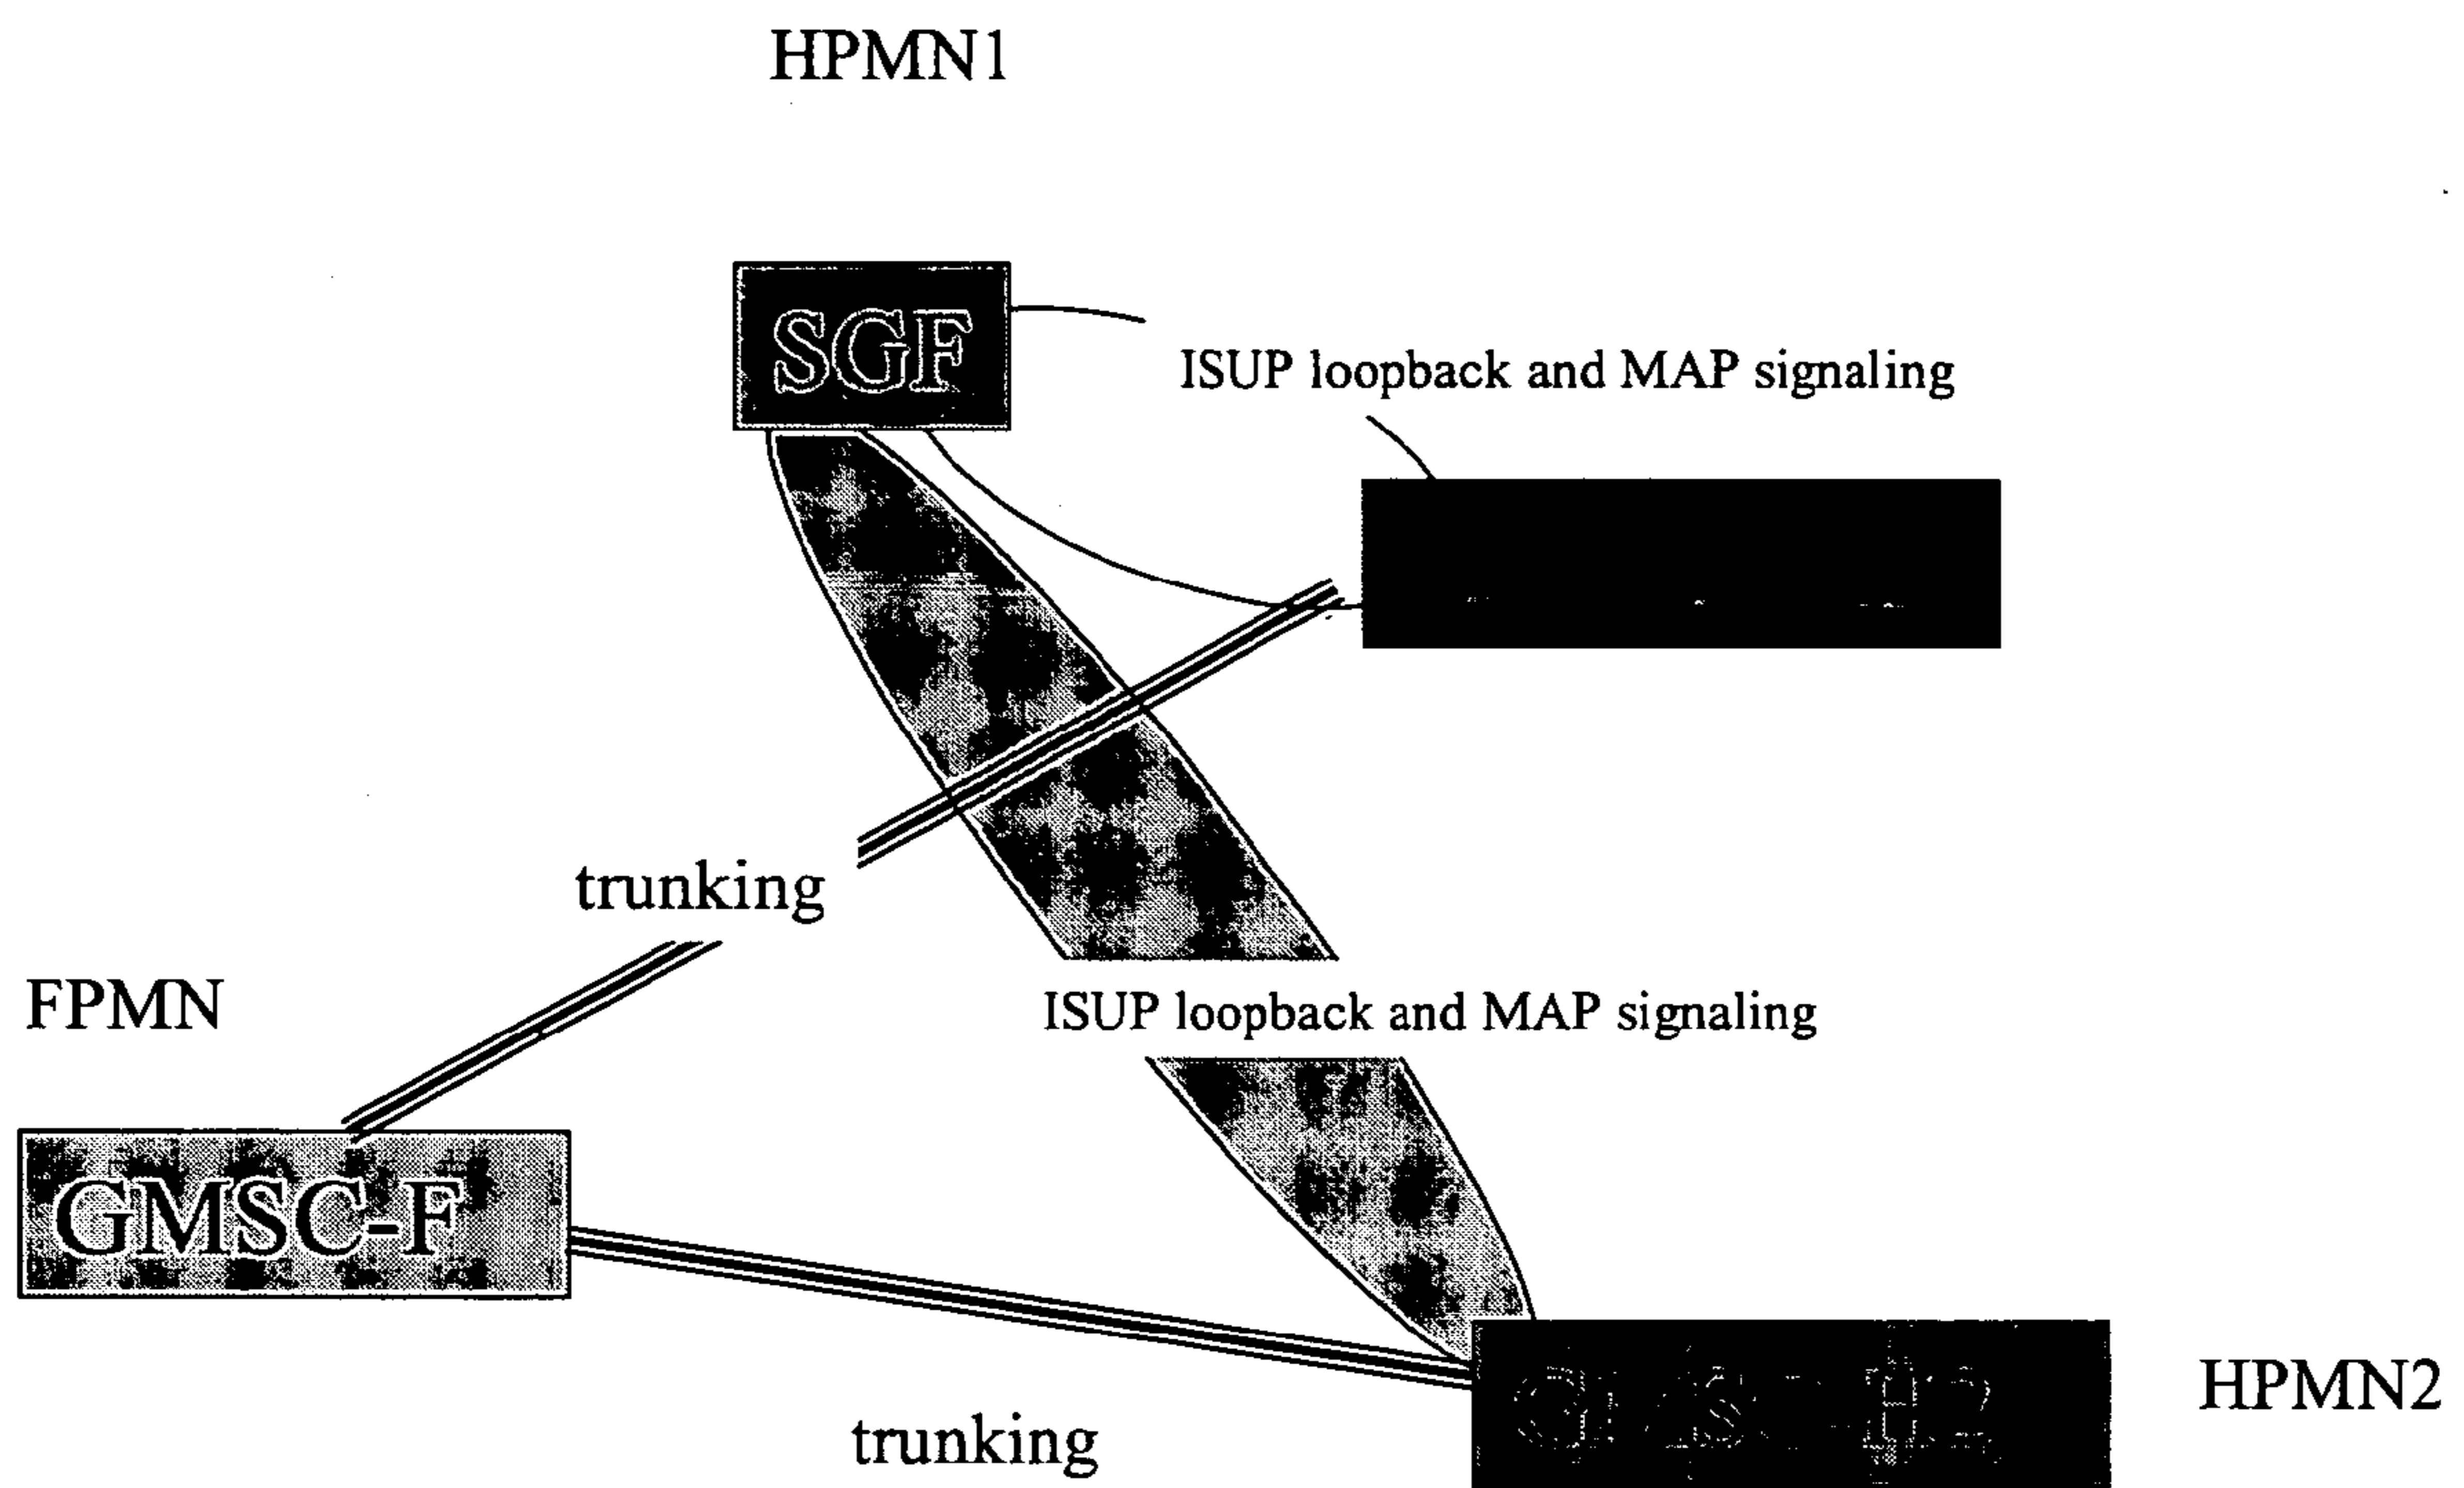 HPMN1
SGF
ISUP loopback and MAP signaling
trunking
FPMN
ISUP loopback and MAP signaling
GMSC-F
HPMN2
trunking